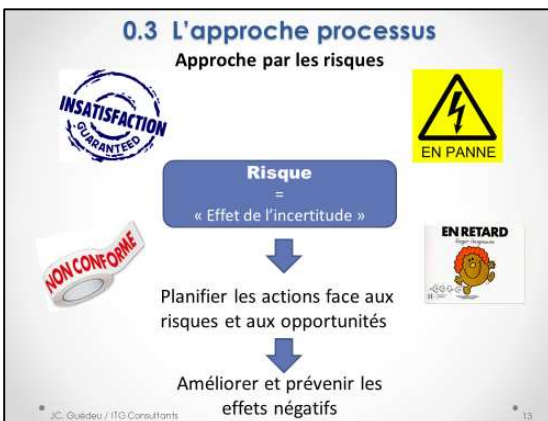 0.3 L'approche processus
Approche par les risques
INSATISFACTION
GUARANTEED
EN PANNE
Risque
=
« Effet de l'incertitude »
NON CONFORME
EN RETARD
Planifier les actions face aux
risques et aux opportunités
Améliorer et prévenir les
effets négatifs
JC. Guédeu / ITG Consultants
13